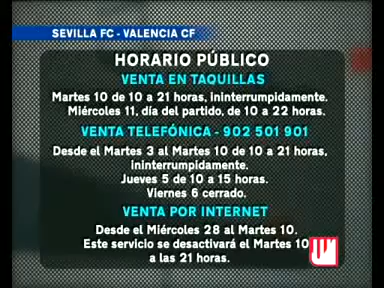 SEVILLA FC - VALENCIA CF
HORARIO PÚBLICO
VENTA EN TAQUILLAS
Martes 10 de 10 a 21 horas, ininterrumpidamente.
Miércoles 11, día del partido, de 10 a 22 horas.
VENTA TELEFÓNICA - 902 501 901
Desde el Martes 3 al Martes 10 de 10 a 21 horas,
ininterrumpidamente.
Jueves 5 de 10 a 15 horas.
Viernes 6 cerrado.
VENTA POR INTERNET
Desde el Miércoles 28 al Martes 10.
Este servicio se desactivará el Martes 10
a las 21 horas.